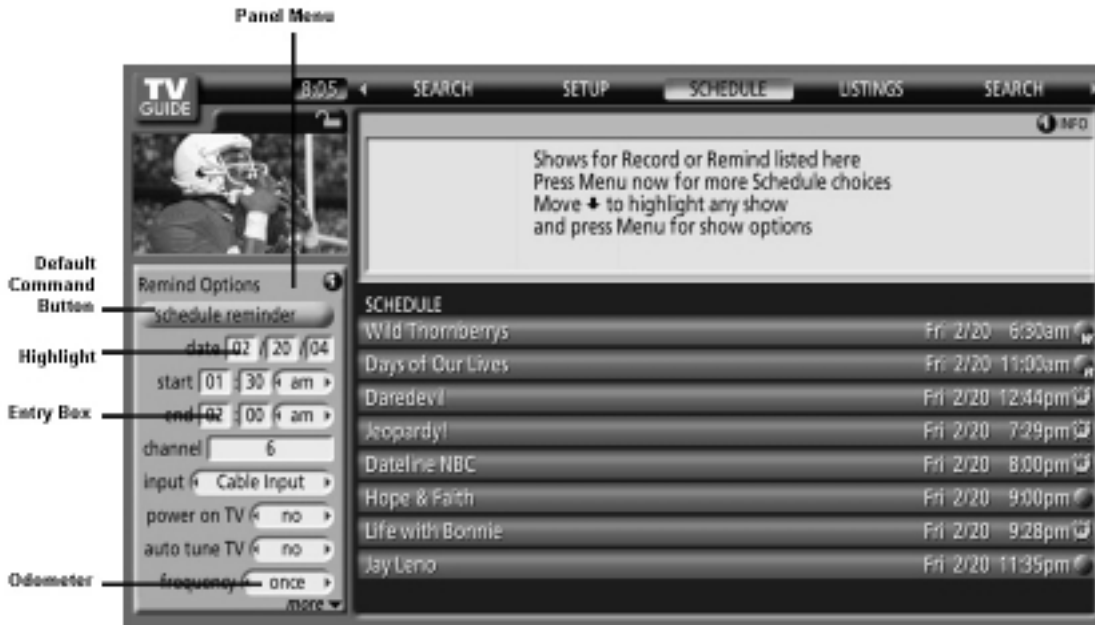 Panel Menu
TV
GUIDE
8:05
SEARCH SETUP SCHEDULE LISTINGS SEARCH
INFO
Shows for Record or Remind listed here
Press Menu now for more Schedule choices
Move ↓ to highlight any show
and press Menu for show options
Default
Command
Button
Highlight
Entry Box
Odometer
Remind Options
schedule reminder
date 02 / 20 / 04
start 01 : 30 am
end 02 : 00 am
channel 6
input Cable Input
power on TV no
auto tune TV no
frequency once
more
SCHEDULE
Wild Thornberrys Fri 2/20 6:30am
Days of Our Lives Fri 2/20 11:00am
Daredevil Fri 2/20 12:44pm
Jeopardy! Fri 2/20 7:29pm
Dateline NBC Fri 2/20 8:00pm
Hope & Faith Fri 2/20 9:00pm
Life with Bonnie Fri 2/20 9:28pm
Jay Leno Fri 2/20 11:35pm